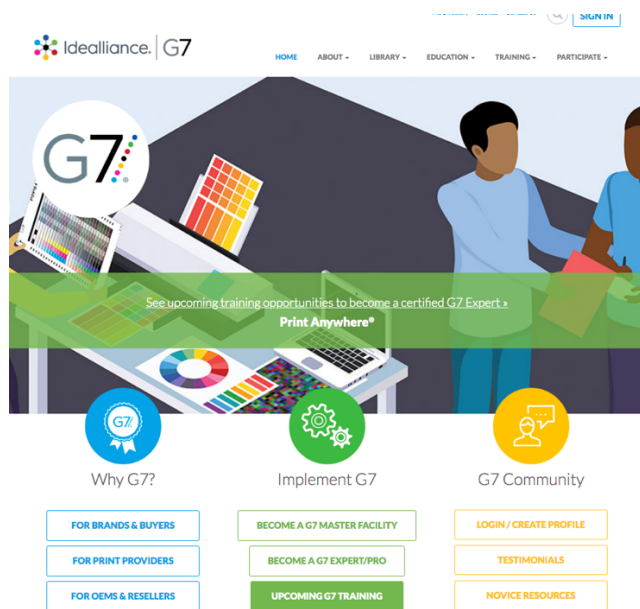 SIGN IN
Idealliance. G7
HOME ABOUT LIBRARY EDUCATION TRAINING PARTICIPATE
G7
See upcoming training opportunities to become a certified G7 Expert »
Print Anywhere®
G7
Why G7? Implement G7 G7 Community
FOR BRANDS & BUYERS BECOME A G7 MASTER FACILITY LOGIN / CREATE PROFILE
FOR PRINT PROVIDERS BECOME A G7 EXPERT/PRO TESTIMONIALS
FOR OEMS & RESELLERS UPCOMING G7 TRAINING NOVICE RESOURCES